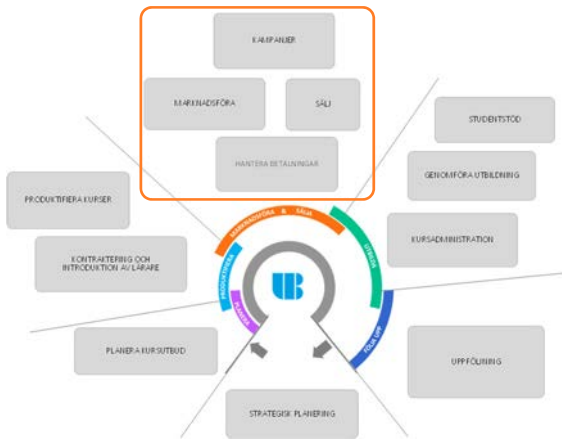 KAMPANJER
MARKNADSFÖRA
SÄLJ
HANTERA BETALNINGAR
STUDENTSTÖD
GENOMFÖRA UTBILDNING
KURSADMINISTRATION
PRODUKTIFIERA KURSER
KONTRAKTERING OCH
INTRODUKTION AV LÄRARE
MARKNADSFÖRA & SÄLJA
UTBILDA
PRODUKTIFIERA
PLANERA
FÖLJA UPP
UB
PLANERA KURSUTBUD
UPPFÖLJNING
STRATEGISK PLANERING